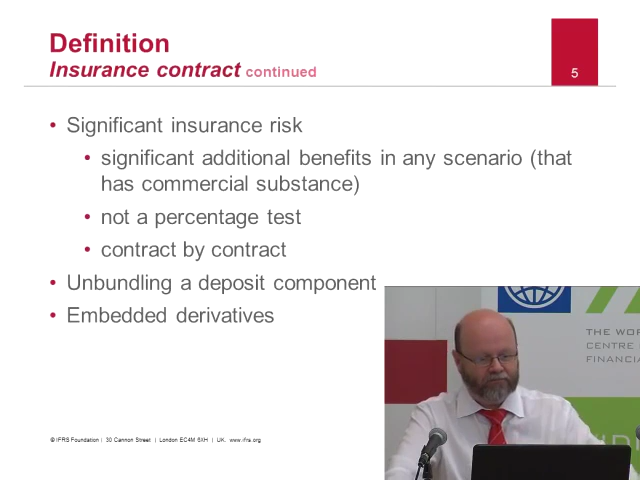 Definition
Insurance contract continued
5
• Significant insurance risk
• significant additional benefits in any scenario (that
has commercial substance)
• not a percentage test
• contract by contract
• Unbundling a deposit component
• Embedded derivatives
THE WOR
CENTRE
FINANCIA
© IFRS Foundation | 30 Cannon Street | London EC4M 6XH | UK. www.ifrs.org